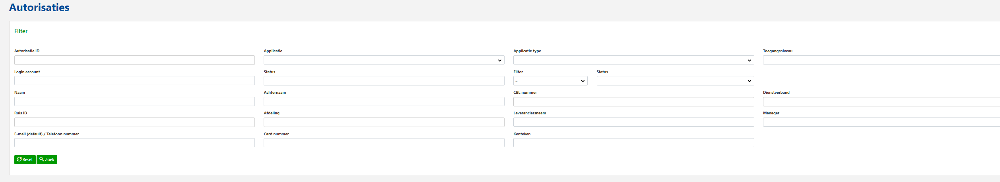 Autorisaties
Filter
Autorisatie ID Applicatie Applicatie type Toegangsniveau
Login account Status Filter Status
=
Naam Achternaam CBL nummer Dienstverband
Ruis ID Afdeling Leveranciersnaam Manager
E-mail (default) / Telefoon nummer Card nummer Kenteken
Reset Zoek